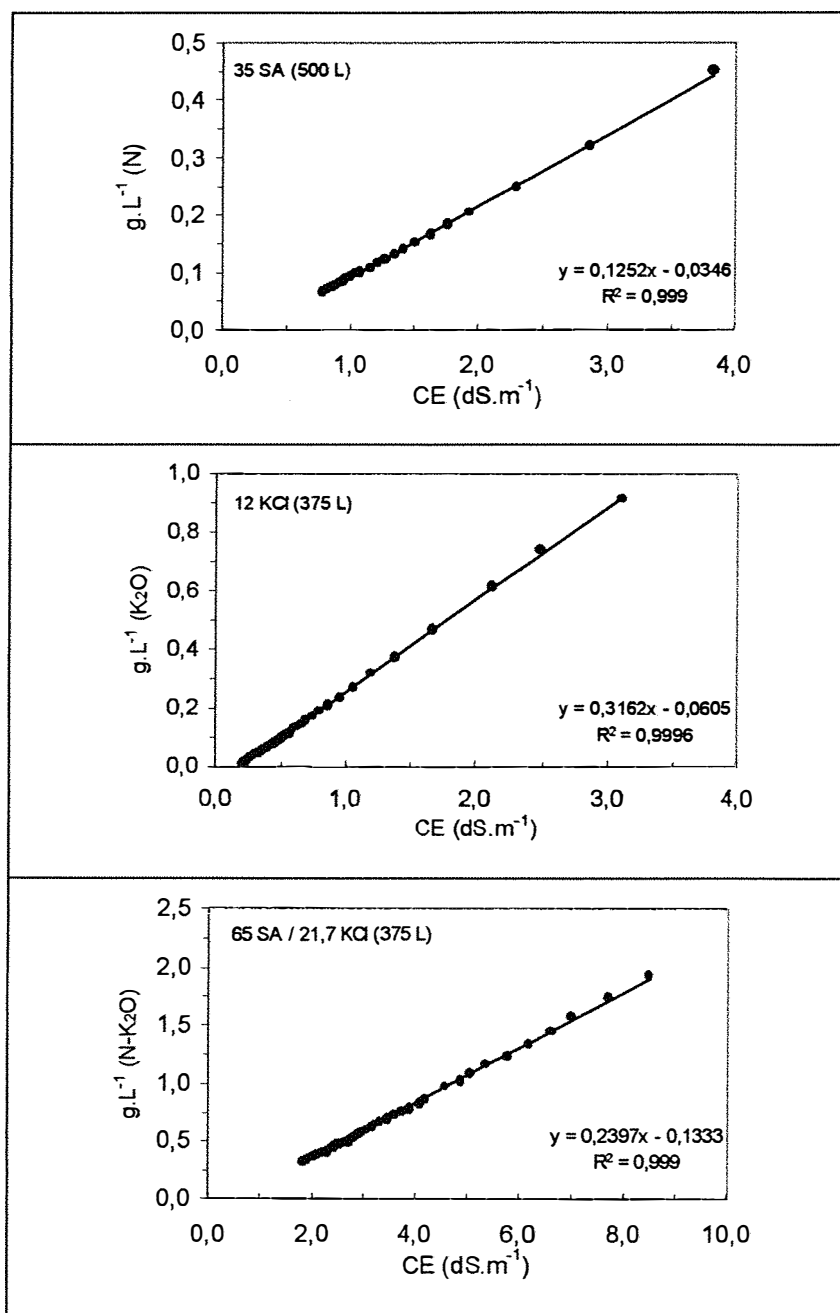 35 SA (500 L)
g.L⁻¹ (N)
0,5
0,4
0,3
0,2
0,1
0,0
y = 0,1252x - 0,0346
R² = 0,999
0,0 1,0 2,0 3,0 4,0
CE (dS.m⁻¹)
12 KCl (375 L)
g.L⁻¹ (K₂O)
1,0
0,8
0,6
0,4
0,2
0,0
y = 0,3162x - 0,0605
R² = 0,9996
0,0 1,0 2,0 3,0 4,0
CE (dS.m⁻¹)
65 SA / 21,7 KCl (375 L)
g.L⁻¹ (N-K₂O)
2,5
2,0
1,5
1,0
0,5
0,0
y = 0,2397x - 0,1333
R² = 0,999
0,0 2,0 4,0 6,0 8,0 10,0
CE (dS.m⁻¹)